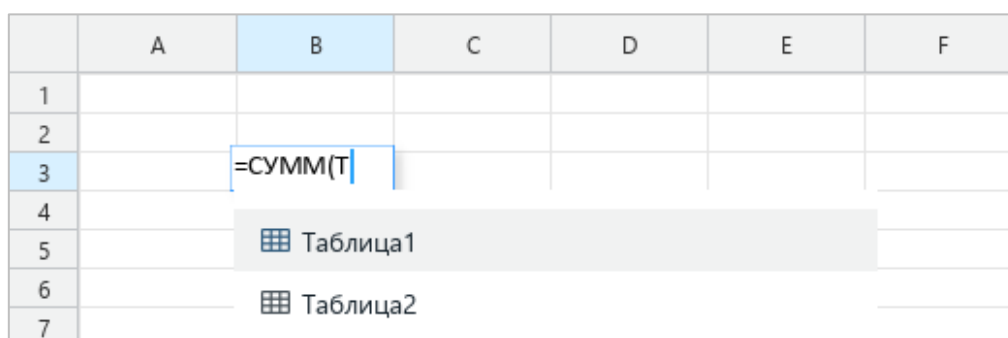 A B C D E F
1
2
3 =СУММ(Т
4
5 Таблица1
6
7 Таблица2